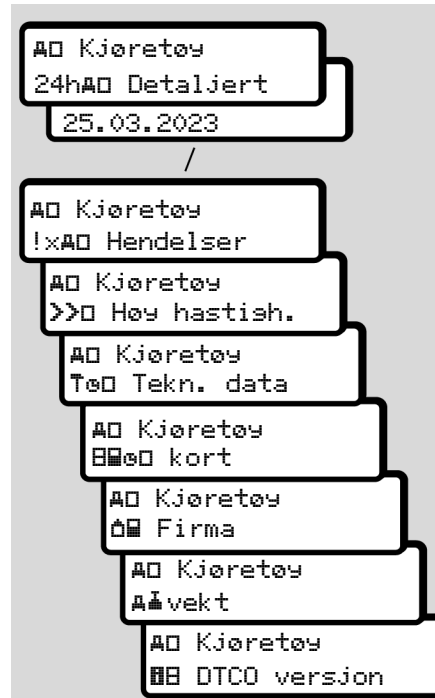 Kjøretøy
24h Detaljert
25.03.2023
/
Kjøretøy
!x Hendelser
Kjøretøy
>> Høy hastigh.
Kjøretøy
Tekn. data
Kjøretøy
kort
Kjøretøy
Firma
Kjøretøy
vekt
Kjøretøy
DTCO versjon